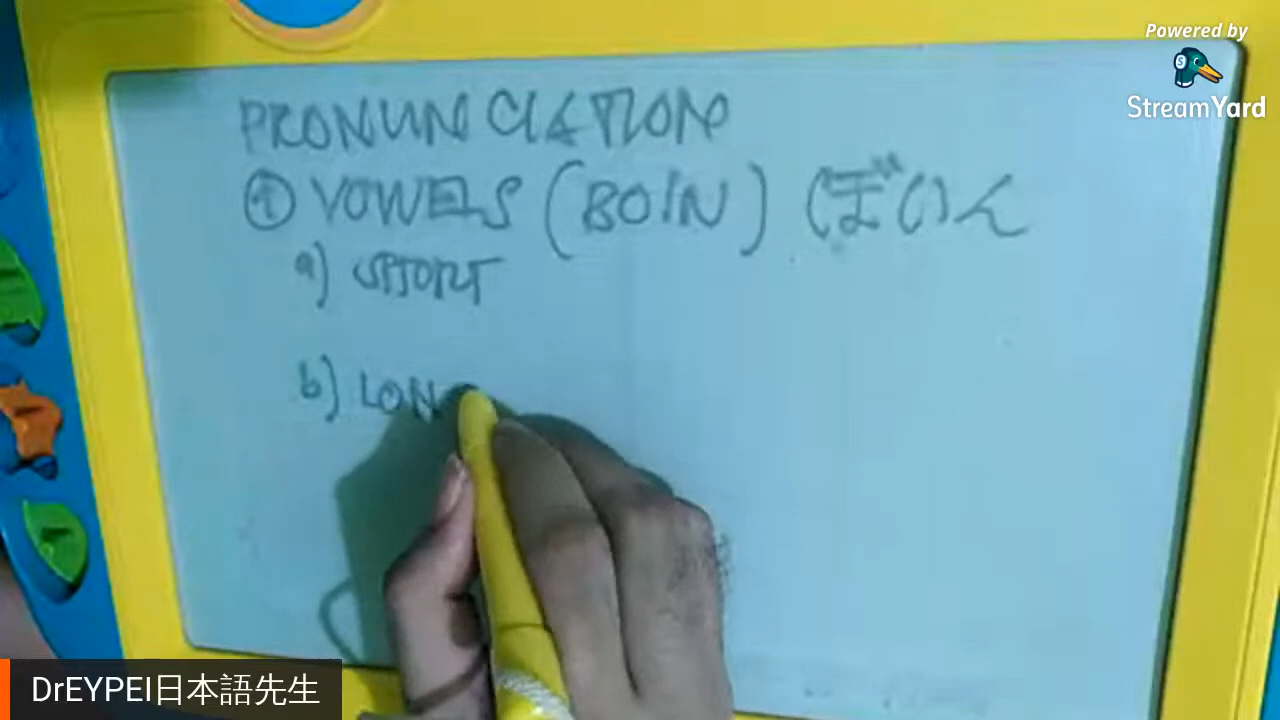 Powered by
StreamYard
PRONUNCIATION
① VOWELS (BOIN) ぼいん
a) SHORT
b) LON
DrEYPEI日本語先生